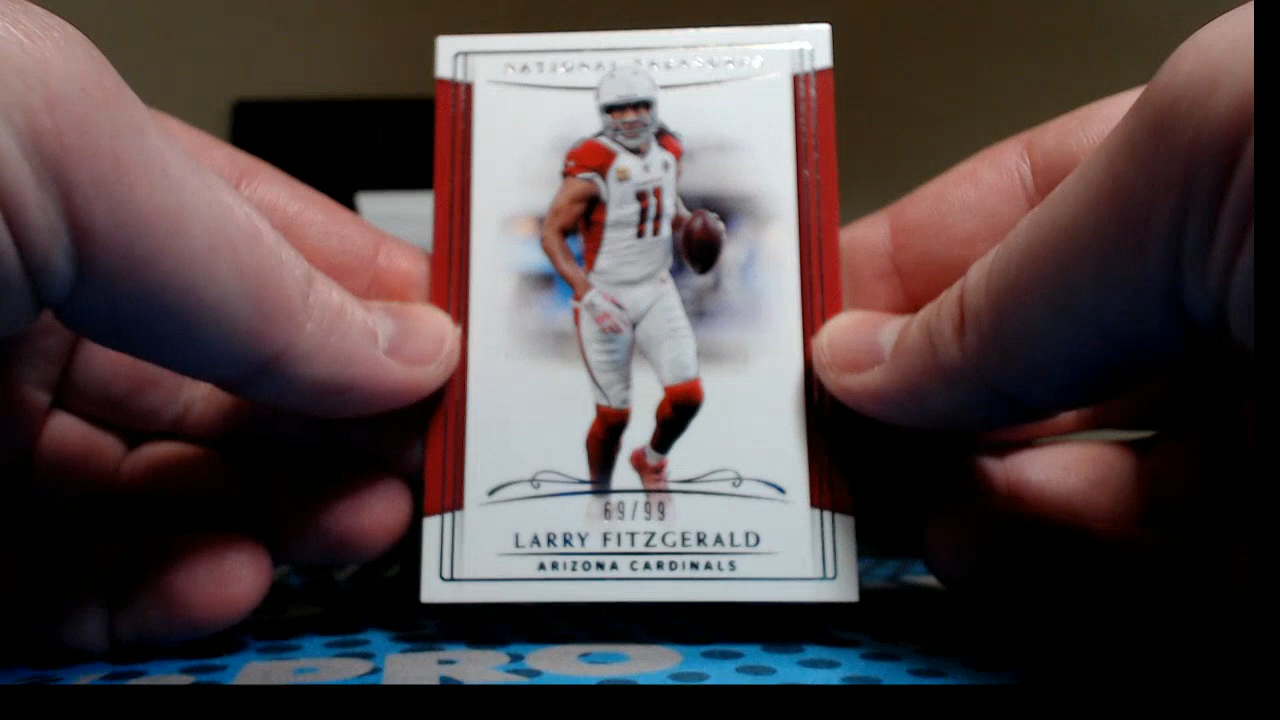 NATIONAL TREASURES
11
69/99
LARRY FITZGERALD
ARIZONA CARDINALS
PRO